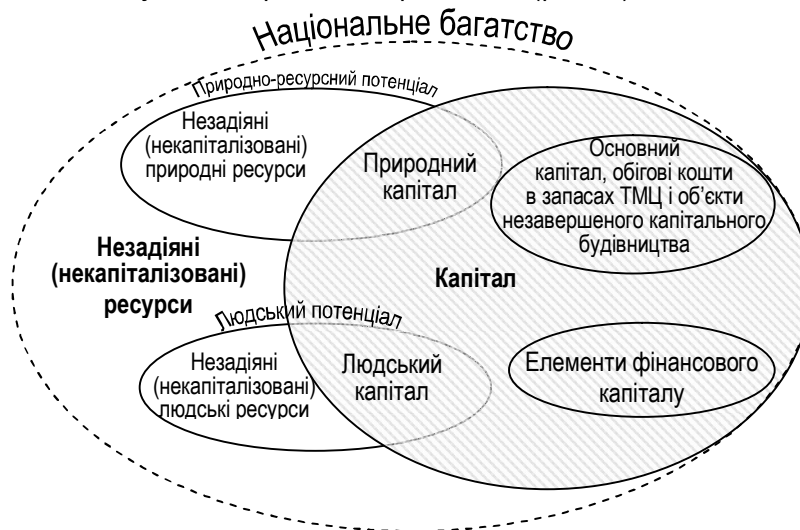 Національне багатство
Природно-ресурсний потенціал
Незадіяні
(некапіталізовані)
природні ресурси
Природний
капітал
Основний
капітал, обігові кошти
в запасах ТМЦ і об’єкти
незавершеного капітального
будівництва
Незадіяні
(некапіталізовані)
ресурси
Капітал
Людський потенціал
Незадіяні
(некапіталізовані)
людські ресурси
Людський
капітал
Елементи фінансового
капіталу